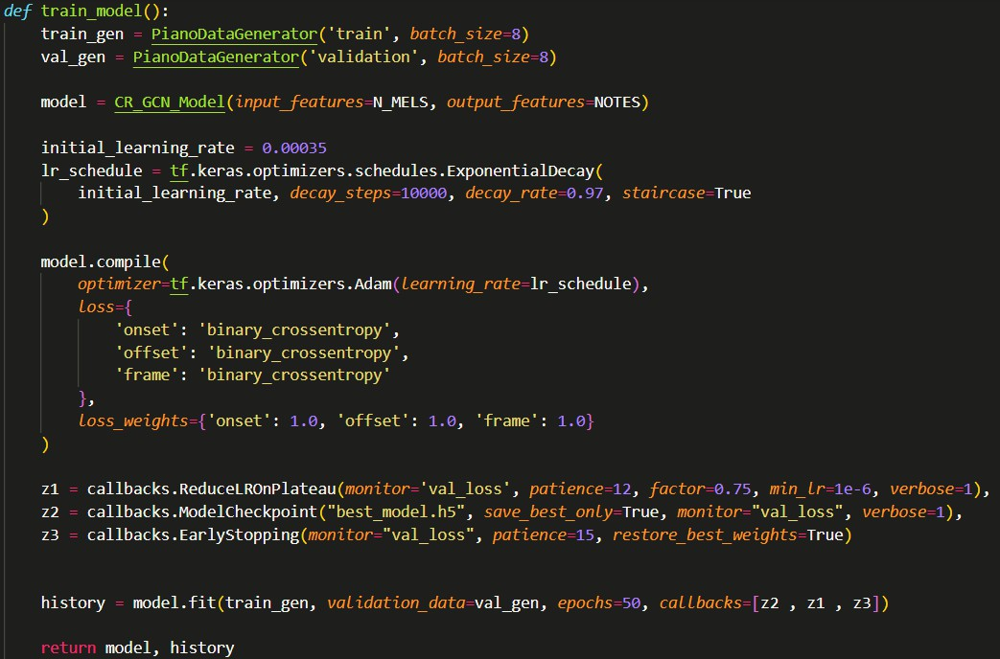 def train_model():
    train_gen = PianoDataGenerator('train', batch_size=8)
    val_gen = PianoDataGenerator('validation', batch_size=8)

    model = CR_GCN_Model(input_features=N_MELS, output_features=NOTES)

    initial_learning_rate = 0.00035
    lr_schedule = tf.keras.optimizers.schedules.ExponentialDecay(
        initial_learning_rate, decay_steps=10000, decay_rate=0.97, staircase=True
    )

    model.compile(
        optimizer=tf.keras.optimizers.Adam(learning_rate=lr_schedule),
        loss={
            'onset': 'binary_crossentropy',
            'offset': 'binary_crossentropy',
            'frame': 'binary_crossentropy'
        },
        loss_weights={'onset': 1.0, 'offset': 1.0, 'frame': 1.0}
    )

    z1 = callbacks.ReduceLROnPlateau(monitor='val_loss', patience=12, factor=0.75, min_lr=1e-6, verbose=1),
    z2 = callbacks.ModelCheckpoint("best_model.h5", save_best_only=True, monitor="val_loss", verbose=1),
    z3 = callbacks.EarlyStopping(monitor="val_loss", patience=15, restore_best_weights=True)


    history = model.fit(train_gen, validation_data=val_gen, epochs=50, callbacks=[z2 , z1 , z3])

    return model, history